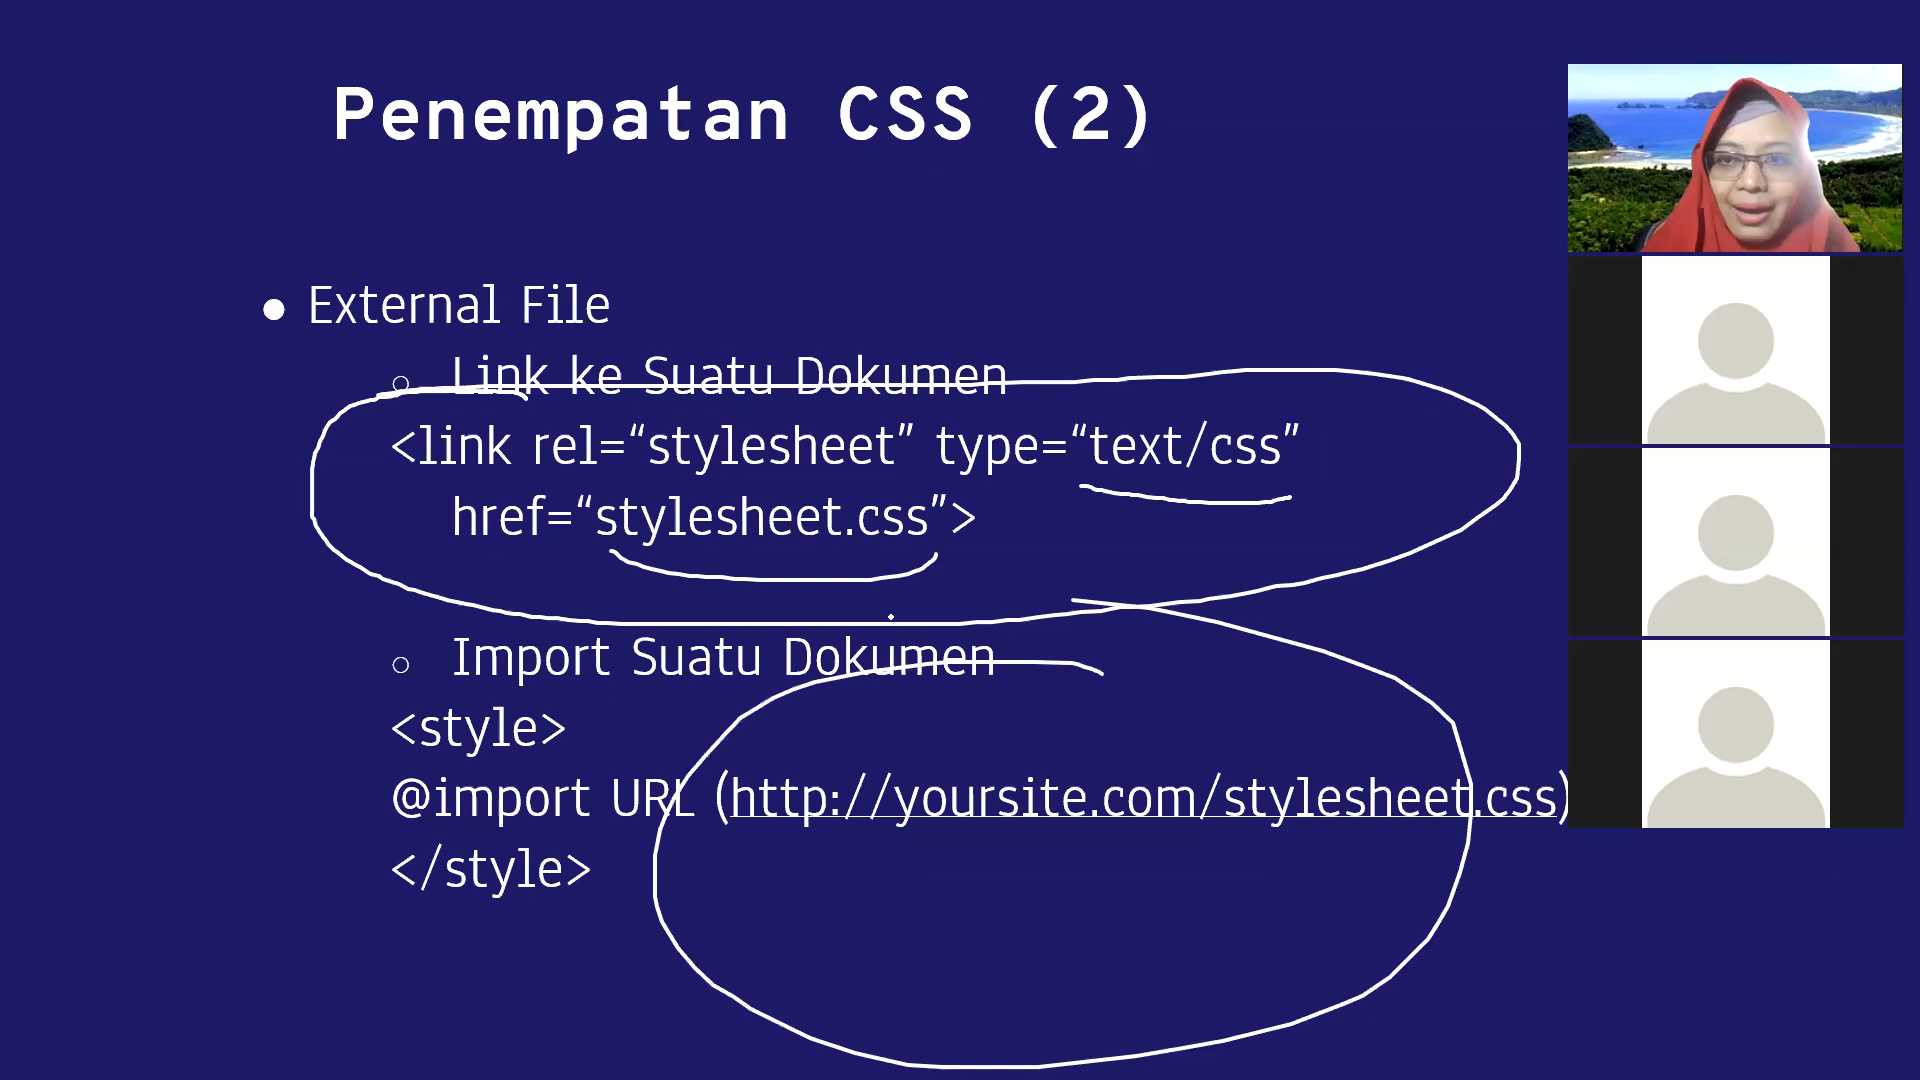 Penempatan CSS (2)
● External File
○ Link ke Suatu Dokumen
<link rel=“stylesheet” type=“text/css”
href=“stylesheet.css”>
○ Import Suatu Dokumen
<style>
@import URL (http://yoursite.com/stylesheet.css)
</style>